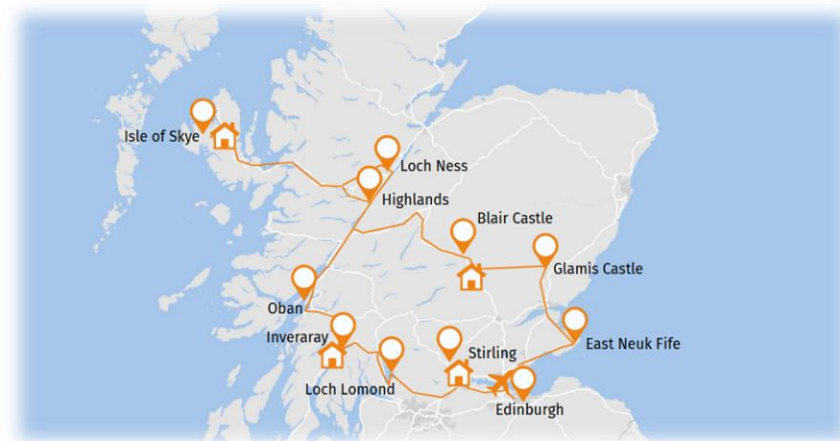 Isle of Skye
Loch Ness
Highlands
Blair Castle
Glamis Castle
Oban
Inveraray
East Neuk Fife
Stirling
Loch Lomond
Edinburgh